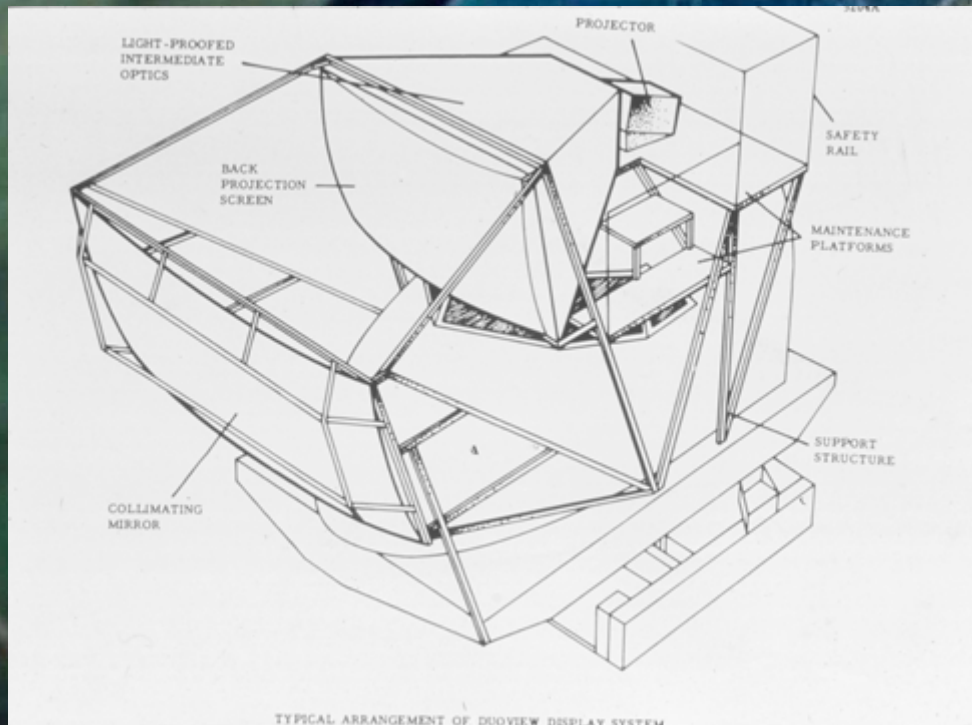 PROJECTOR
LIGHT-PROOFED
INTERMEDIATE
OPTICS
SAFETY
RAIL
BACK
PROJECTION
SCREEN
MAINTENANCE
PLATFORMS
4
SUPPORT
STRUCTURE
COLLIMATING
MIRROR
TYPICAL ARRANGEMENT OF DUOVIEW DISPLAY SYSTEM